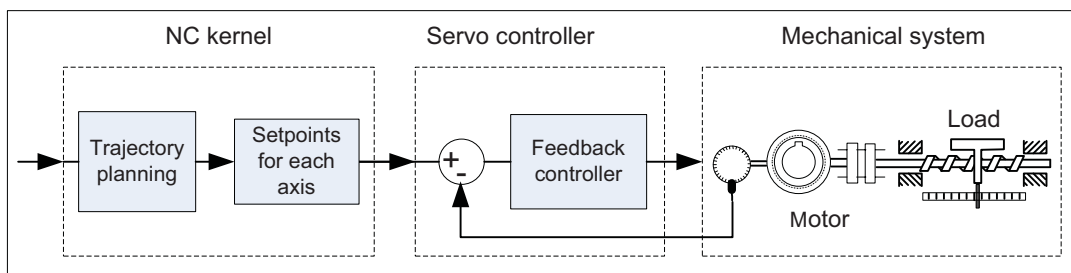 NC kernel
Servo controller
Mechanical system
Trajectory
planning
Setpoints
for each
axis
+
-
Feedback
controller
Load
Motor